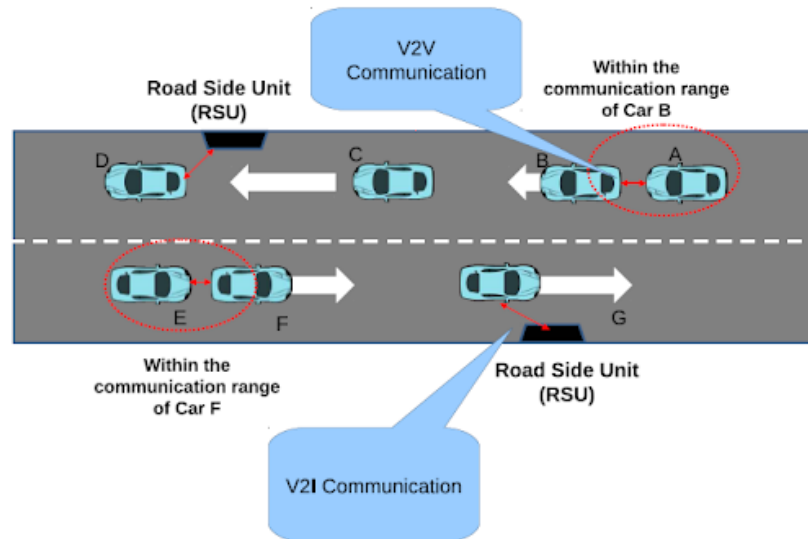 V2V
Communication
Within the
communication range
of Car B
Road Side Unit
(RSU)
D
C
B
A
E
F
G
Within the
communication range
of Car F
Road Side Unit
(RSU)
V2I Communication